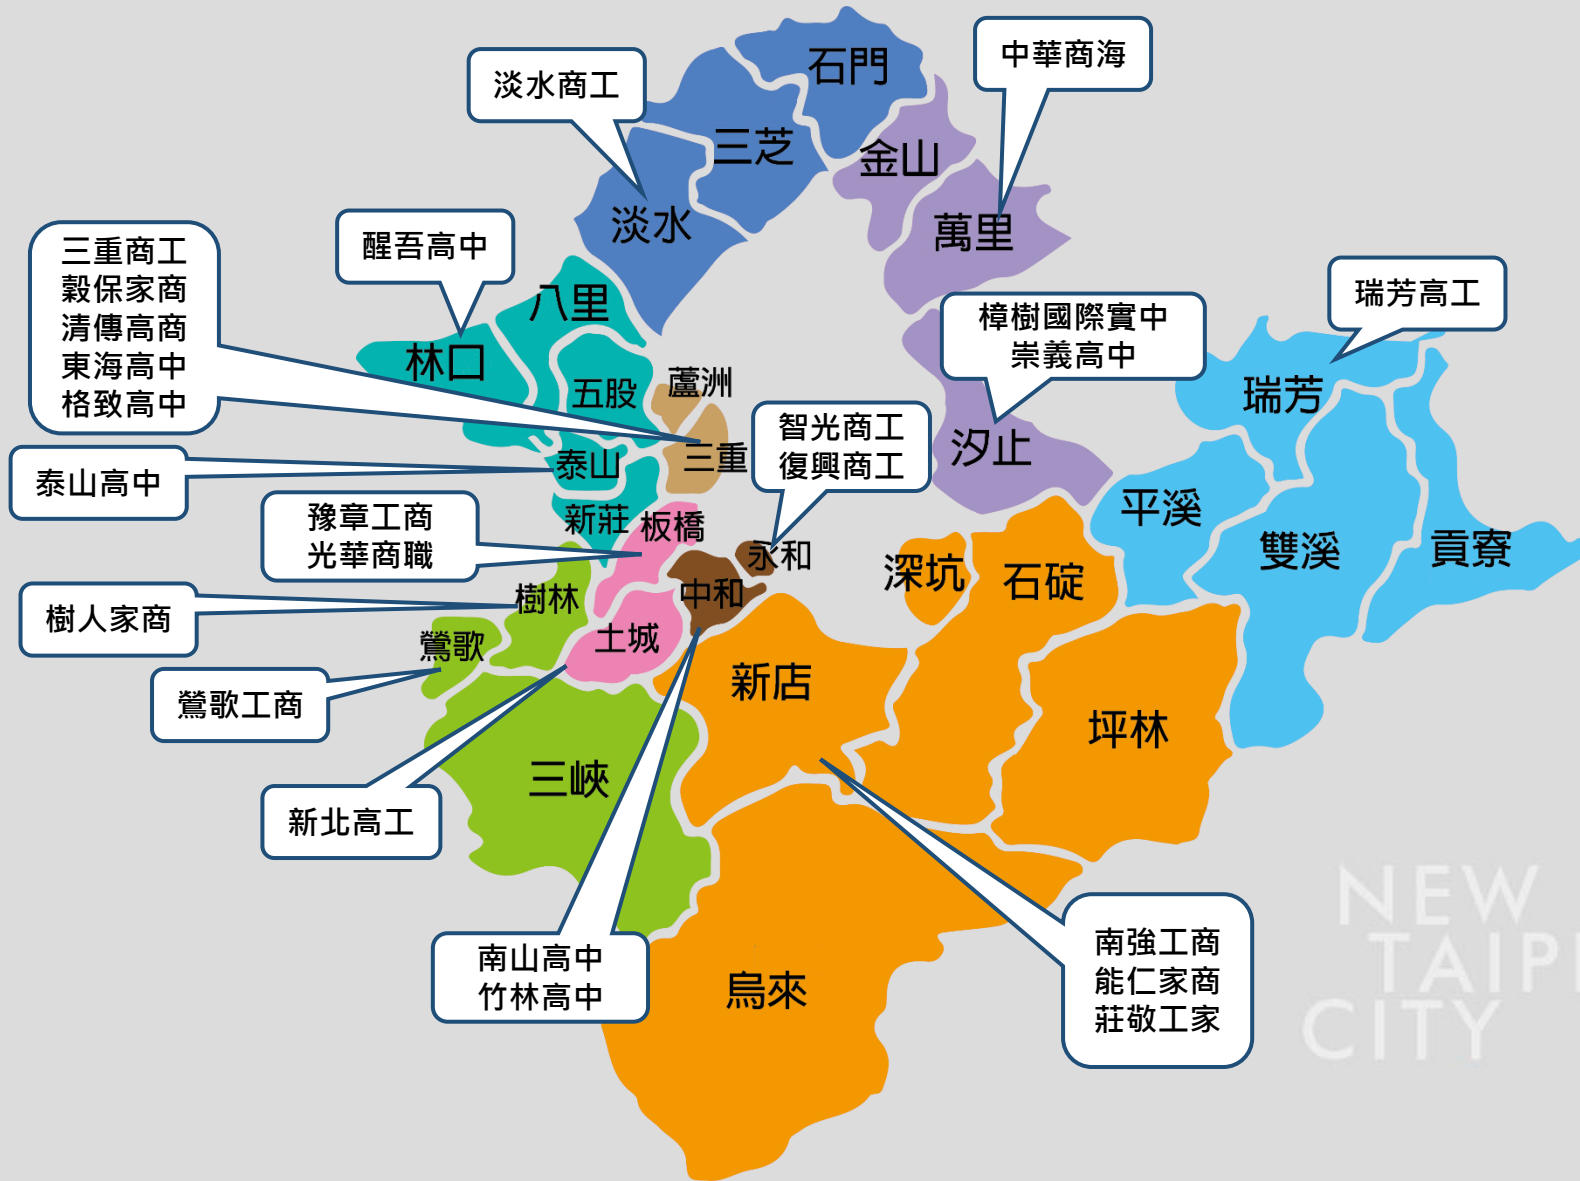 石門
中華商海
淡水商工
三芝
金山
淡水
萬里
三重商工
穀保家商
清傳高商
東海高中
格致高中
醒吾高中
八里
瑞芳高工
樟樹國際實中
崇義高中
林口
五股
蘆洲
瑞芳
智光商工
復興商工
汐止
三重
泰山
泰山高中
平溪
豫章工商
光華商職
新莊
板橋
永和
雙溪
貢寮
深坑
石碇
樹林
中和
樹人家商
土城
鶯歌
新店
鶯歌工商
坪林
三峽
新北高工
南山高中
竹林高中
烏來
南強工商
能仁家商
莊敬工家
NEW
TAIP
CITY